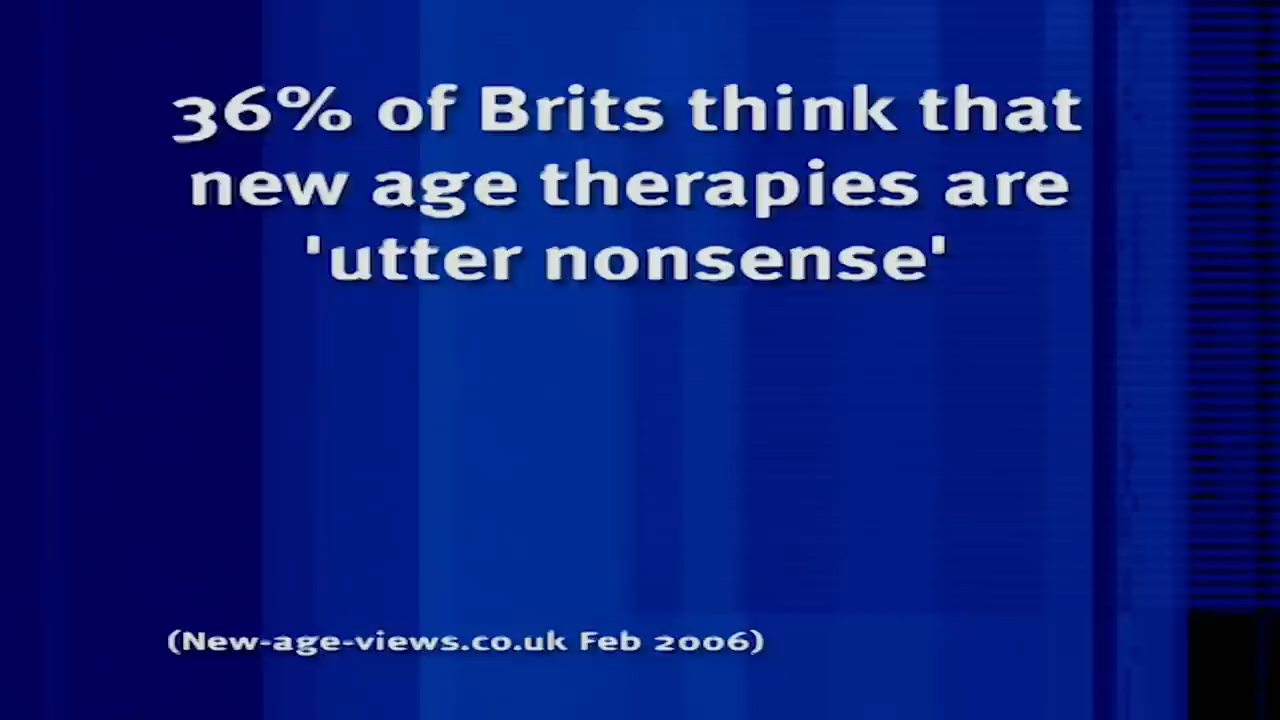 36% of Brits think that
new age therapies are
'utter nonsense'
(New-age-views.co.uk Feb 2006)